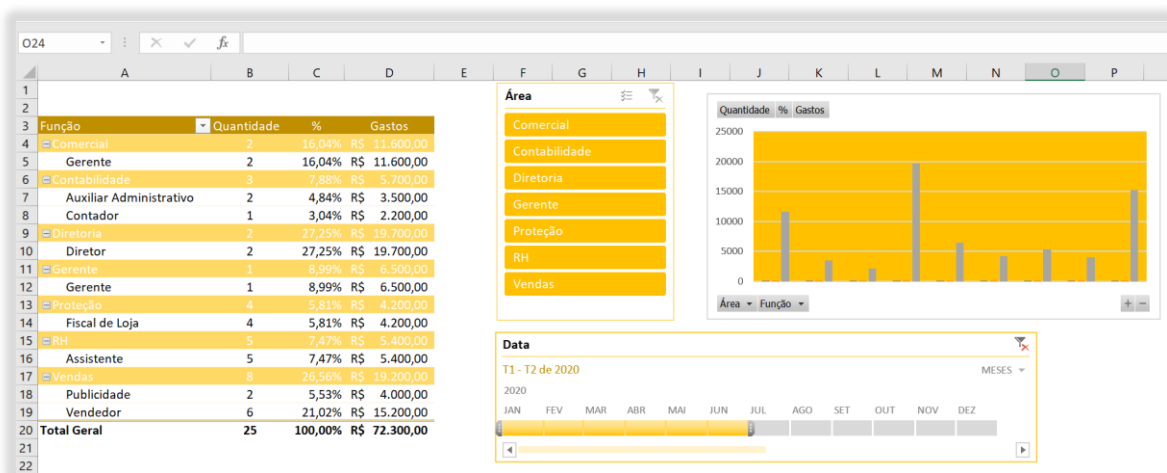 O24 fx
A B C D E F G H I J K L M N O P
1
2
3 Função Quantidade % Gastos
4 Comercial 2 16,04% R$ 11.600,00
5 Gerente 2 16,04% R$ 11.600,00
6 Contabilidade 3 7,88% R$ 5.700,00
7 Auxiliar Administrativo 2 4,84% R$ 3.500,00
8 Contador 1 3,04% R$ 2.200,00
9 Diretoria 2 27,25% R$ 19.700,00
10 Diretor 2 27,25% R$ 19.700,00
11 Gerente 1 8,99% R$ 6.500,00
12 Gerente 1 8,99% R$ 6.500,00
13 Proteção 4 5,81% R$ 4.200,00
14 Fiscal de Loja 4 5,81% R$ 4.200,00
15 RH 5 7,47% R$ 5.400,00
16 Assistente 5 7,47% R$ 5.400,00
17 Vendas 8 26,56% R$ 19.200,00
18 Publicidade 2 5,53% R$ 4.000,00
19 Vendedor 6 21,02% R$ 15.200,00
20 Total Geral 25 100,00% R$ 72.300,00
21
22
Área
Comercial
Contabilidade
Diretoria
Gerente
Proteção
RH
Vendas
Quantidade % Gastos
25000
20000
15000
10000
5000
0
Área Função
Data
T1 - T2 de 2020 MESES
2020
JAN FEV MAR ABR MAI JUN JUL AGO SET OUT NOV DEZ